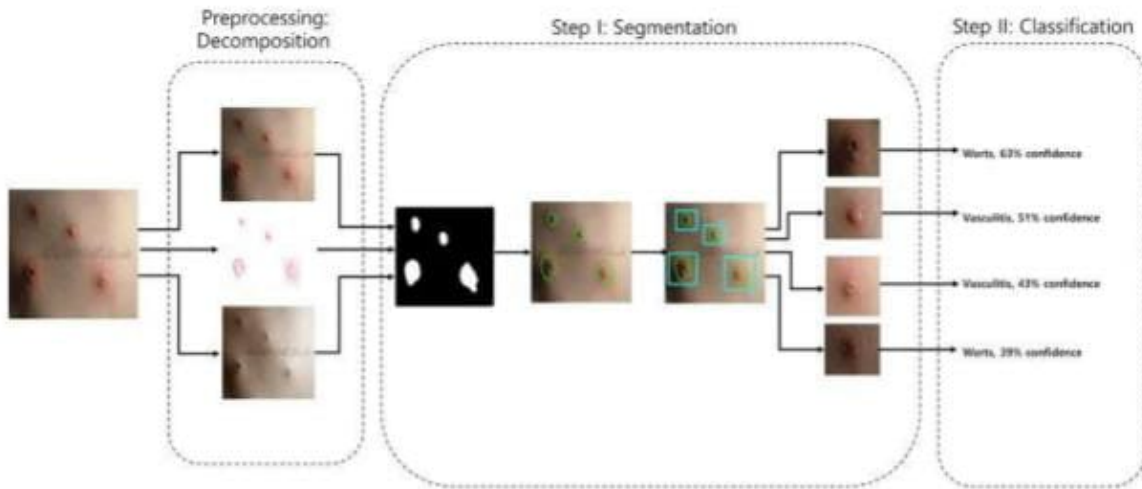 Preprocessing:
Decomposition
Step I: Segmentation
Step II: Classification
Warts, 63% confidence
Vasculitis, 51% confidence
Vasculitis, 43% confidence
Warts, 39% confidence